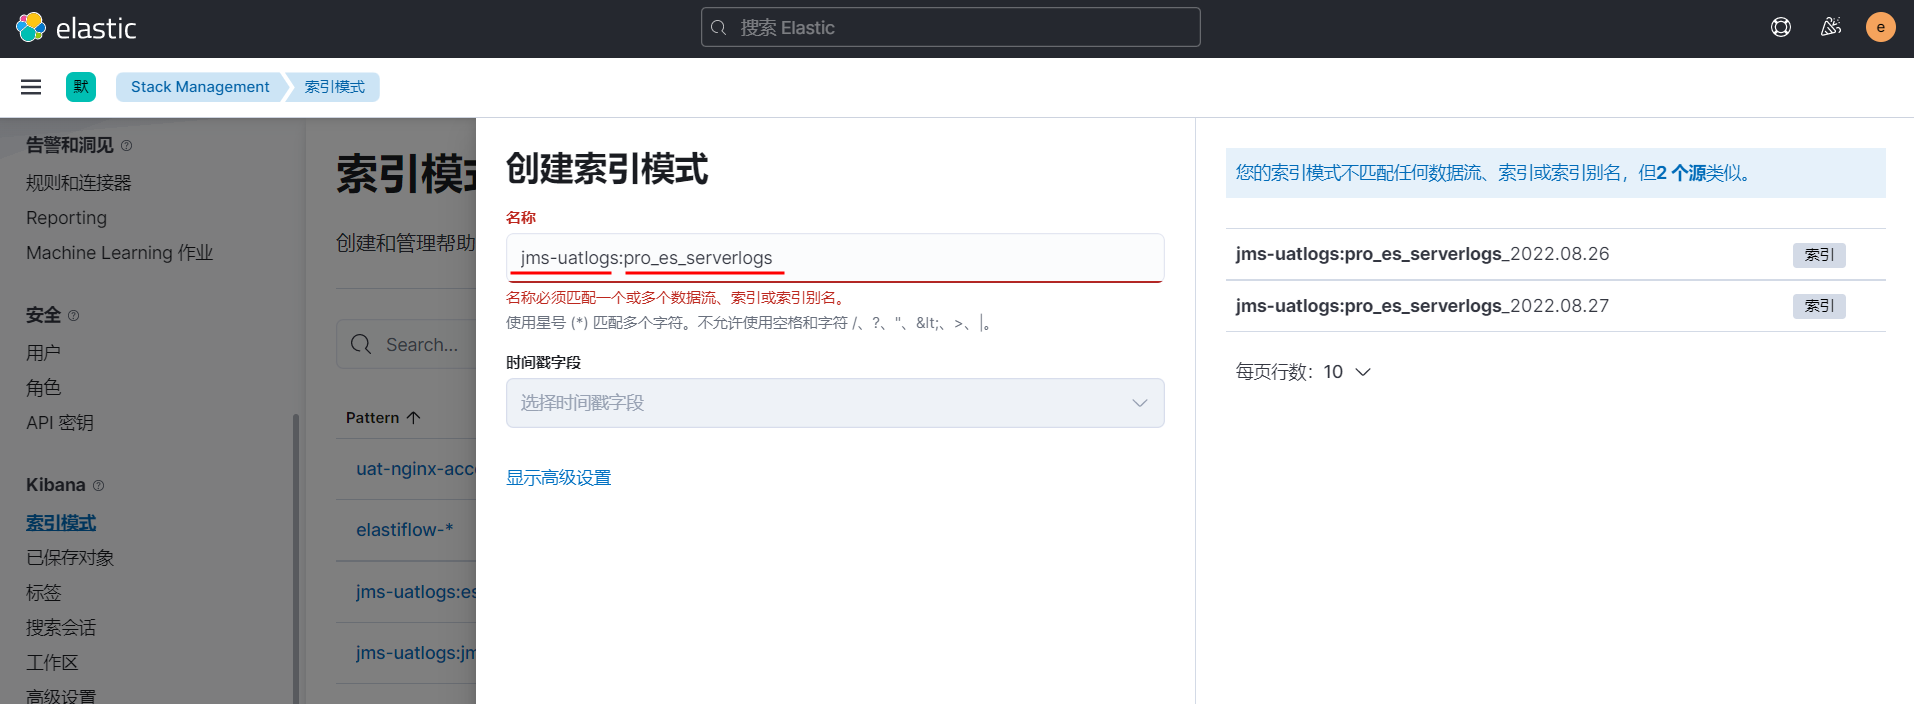 elastic
搜索 Elastic
e
默
Stack Management
索引模式
告警和洞见
规则和连接器
Reporting
Machine Learning 作业
安全
用户
角色
API 密钥
Kibana
索引模式
已保存对象
标签
搜索会话
工作区
高级设置
索引模式
创建和管理帮助
Search...
Pattern
uat-nginx-acc
elastiflow-*
jms-uatlogs:es
jms-uatlogs:jm
创建索引模式
名称
jms-uatlogs:pro_es_serverlogs
名称必须匹配一个或多个数据流、索引或索引别名。
使用星号 (*) 匹配多个字符。不允许使用空格和字符 /、?、"、&lt;、>、|。
时间戳字段
选择时间戳字段
显示高级设置
您的索引模式不匹配任何数据流、索引或索引别名，但2 个源类似。
jms-uatlogs:pro_es_serverlogs_2022.08.26 索引
jms-uatlogs:pro_es_serverlogs_2022.08.27 索引
每页行数：10